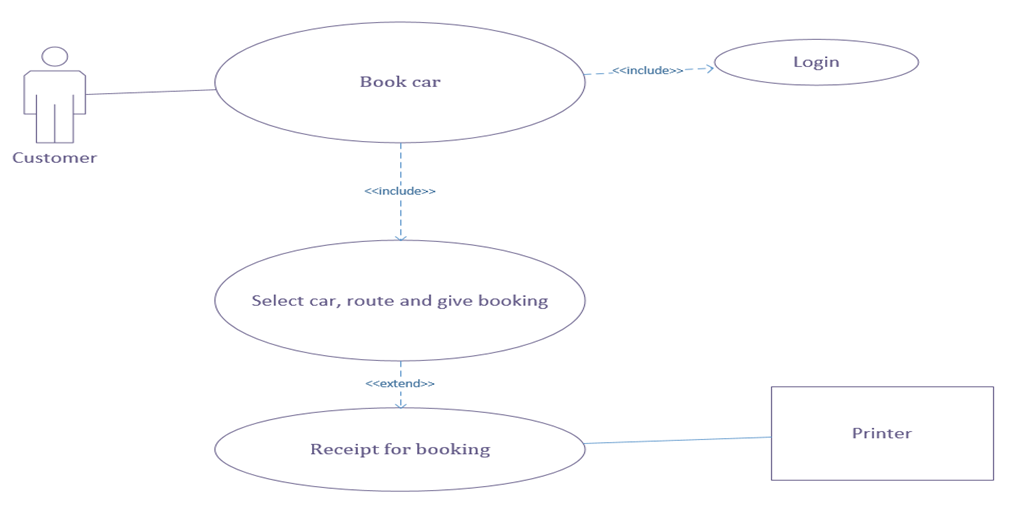 Book car
<<include>>
Login
Customer
<<include>>
Select car, route and give booking
<<extend>>
Receipt for booking
Printer